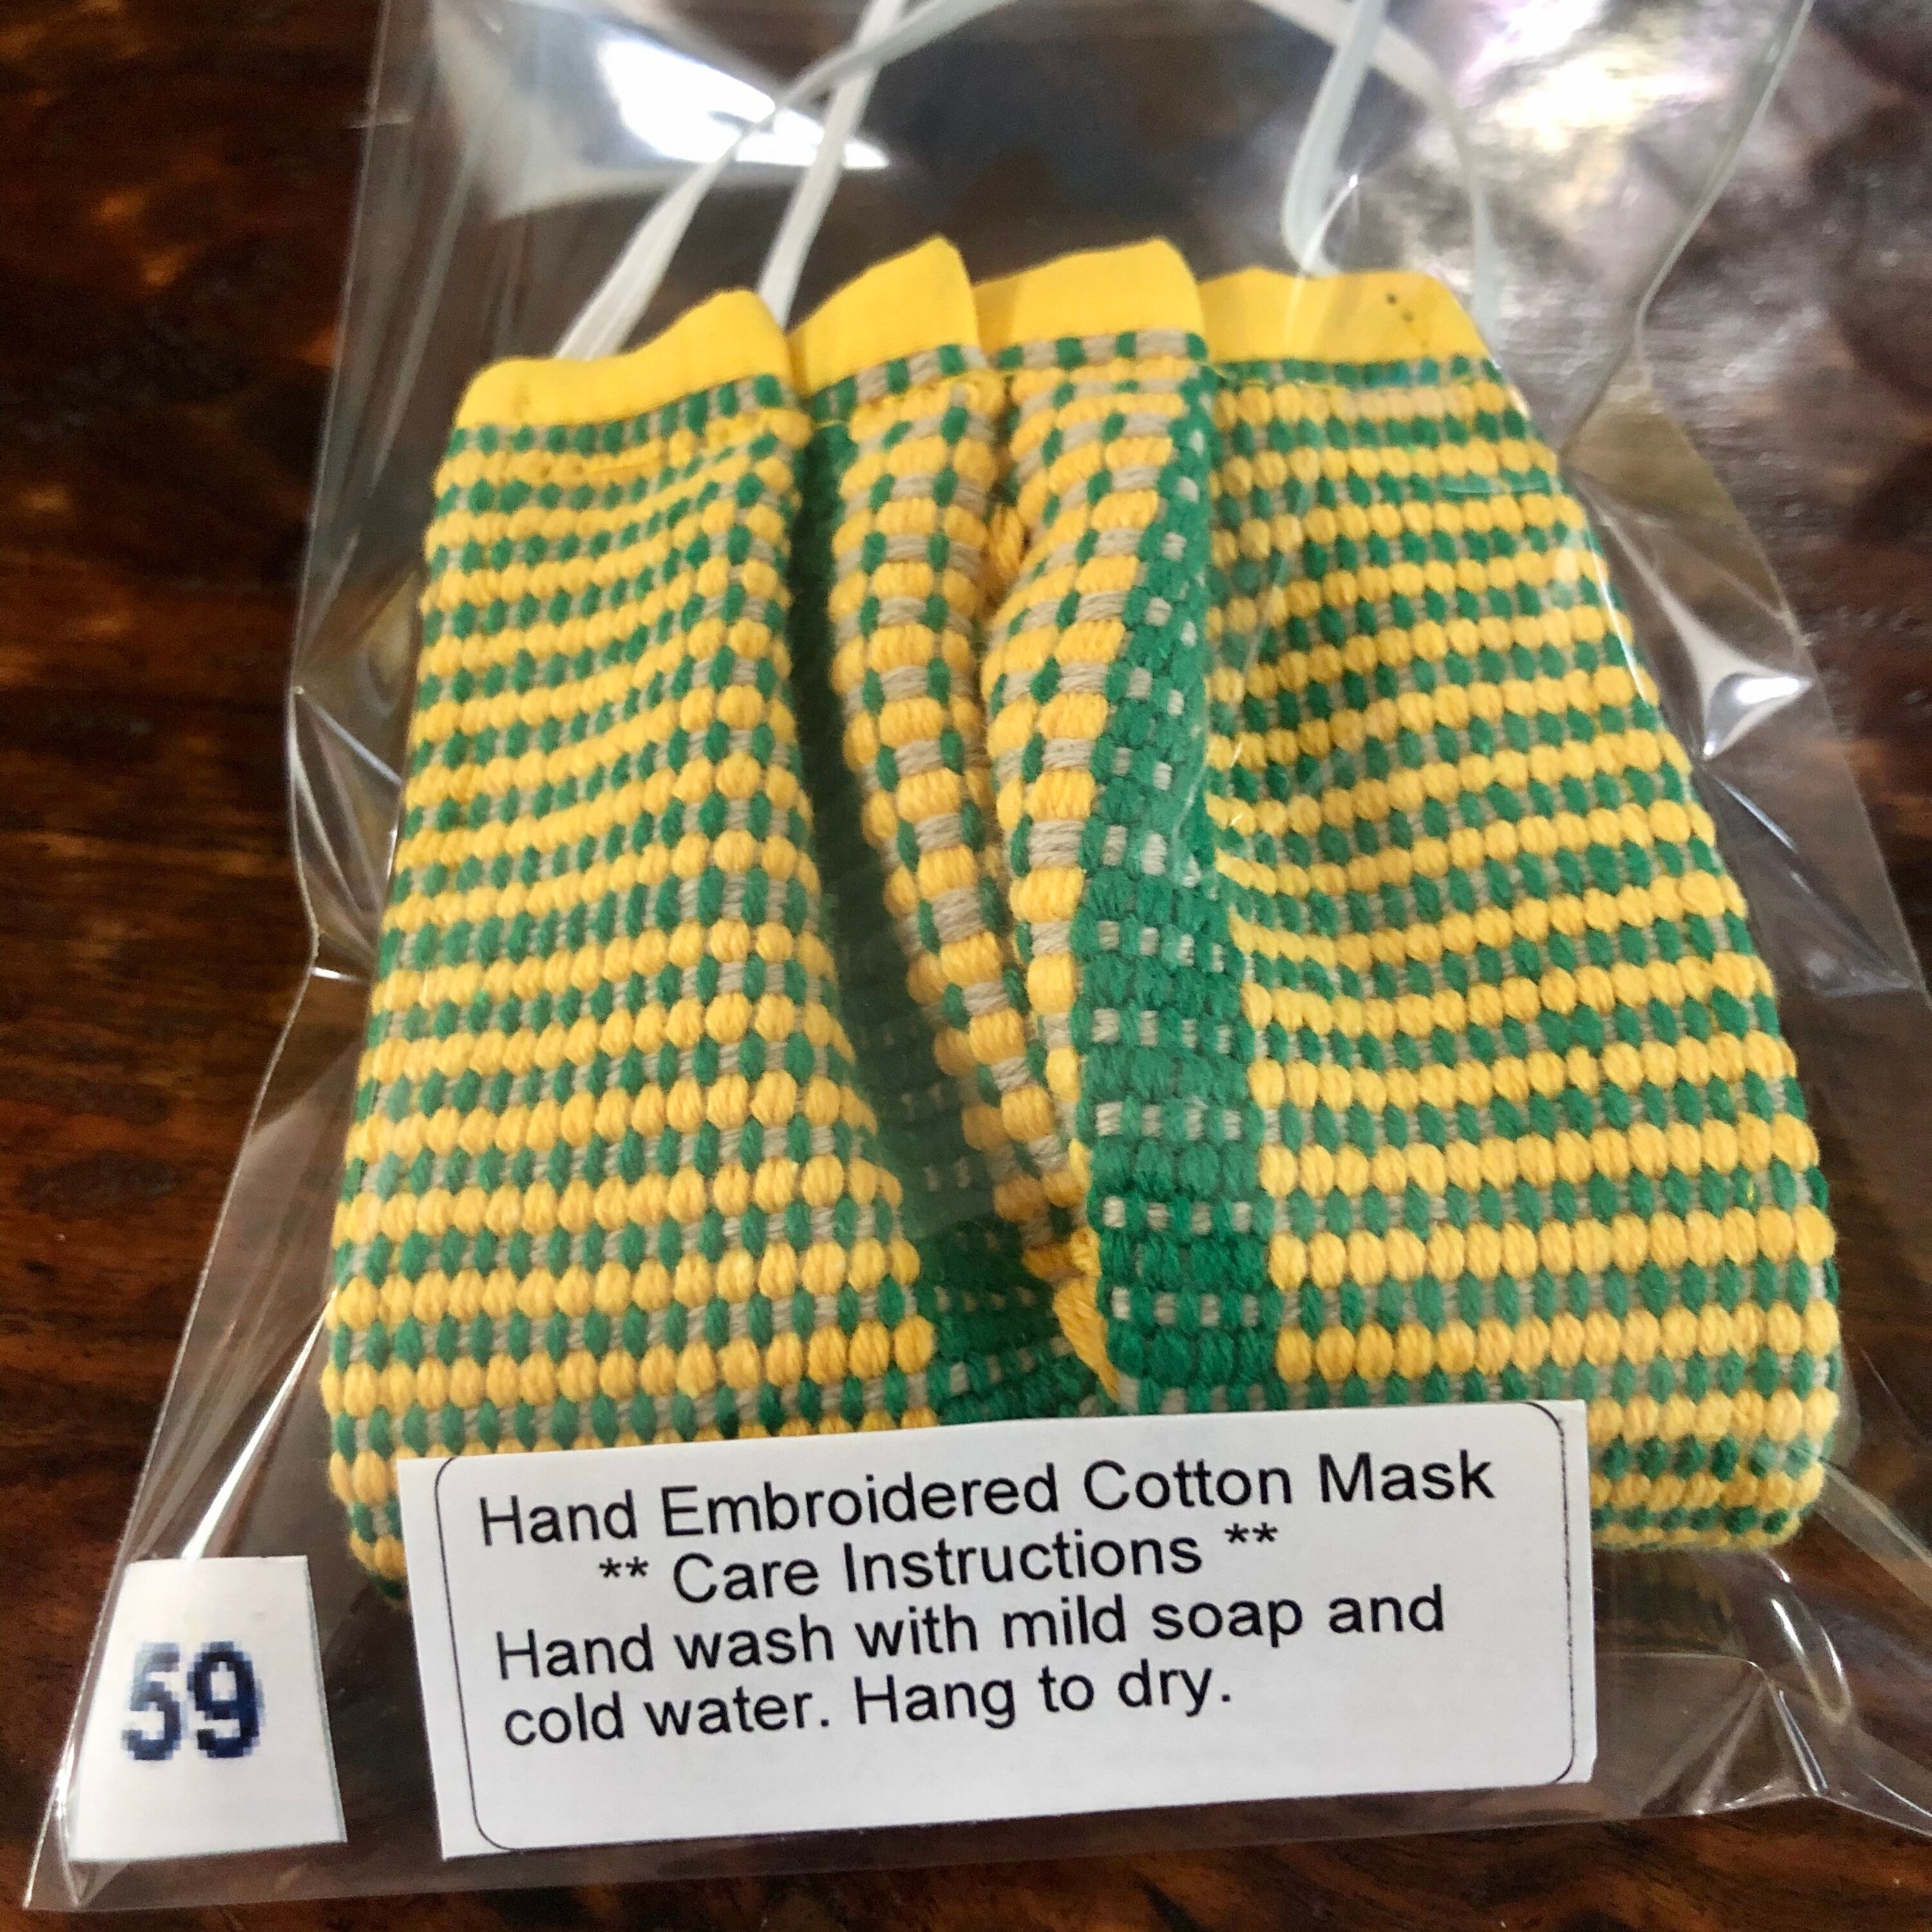 Hand Embroidered Cotton Mask
** Care Instructions **
Hand wash with mild soap and
cold water. Hang to dry.
59